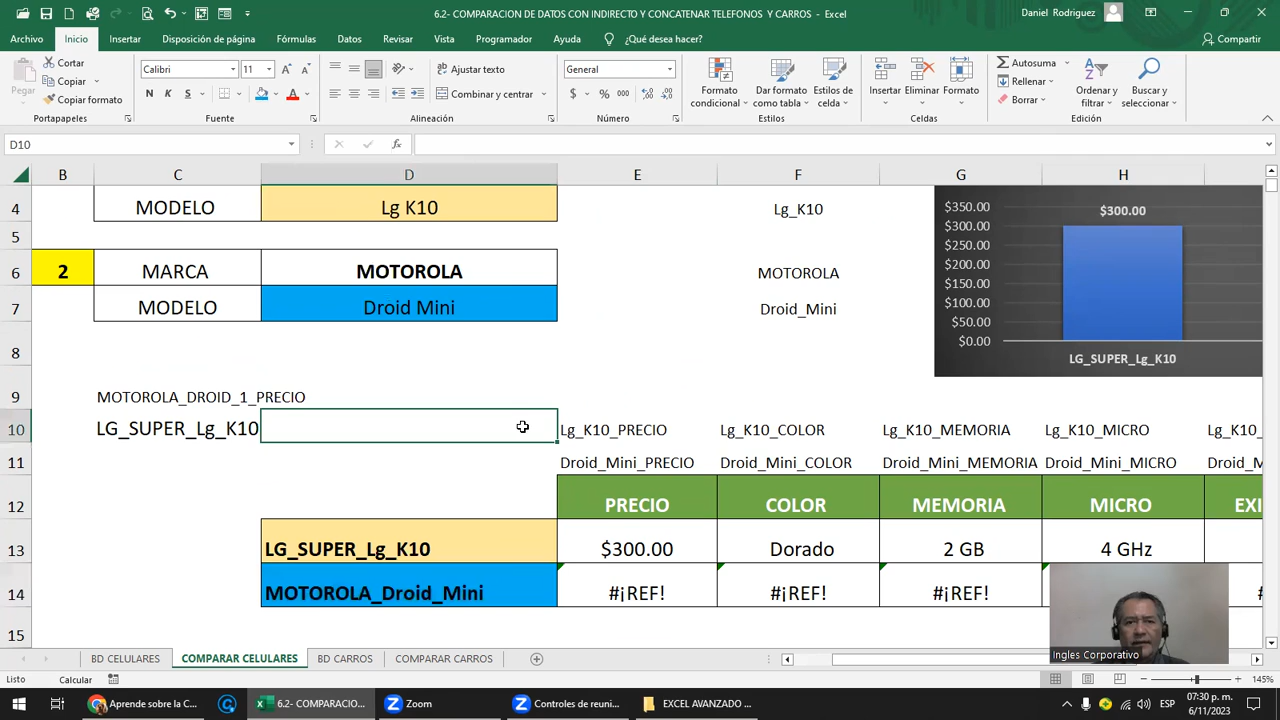 6.2- COMPARACION DE DATOS CON INDIRECTO Y CONCATENAR TELEFONOS Y CARROS - Excel
Daniel Rodriguez
Archivo Inicio Insertar Disposición de página Fórmulas Datos Revisar Vista Programador Ayuda ¿Qué desea hacer? Compartir
Pegar
Cortar
Copiar
Copiar formato
Portapapeles
Calibri 11
N K S
Fuente
Ajustar texto
Combinar y centrar
Alineación
General
$ % 000
Número
Formato condicional
Dar formato como tabla
Estilos de celda
Estilos
Insertar Eliminar Formato
Celdas
Autosuma
Rellenar
Borrar
Ordenar y filtrar
Buscar y seleccionar
Edición
D10
B C D E F G H
4 MODELO Lg K10 Lg_K10
5
2
6 MARCA MOTOROLA MOTOROLA
7 MODELO Droid Mini Droid_Mini
8
$350.00
$300.00
$250.00
$200.00
$150.00
$100.00
$50.00
$0.00
$300.00
LG_SUPER_Lg_K10
9 MOTOROLA_DROID_1_PRECIO
10 LG_SUPER_Lg_K10 Lg_K10_PRECIO Lg_K10_COLOR Lg_K10_MEMORIA Lg_K10_MICRO Lg_K10_
11 Droid_Mini_PRECIO Droid_Mini_COLOR Droid_Mini_MEMORIA Droid_Mini_MICRO Droid_M
12 PRECIO COLOR MEMORIA MICRO EXI
13 LG_SUPER_Lg_K10 $300.00 Dorado 2 GB 4 GHz
14 MOTOROLA_Droid_Mini #¡REF! #¡REF! #¡REF!
15
Ingles Corporativo
BD CELULARES COMPARAR CELULARES BD CARROS COMPARAR CARROS
Listo Calcular 145%
Aprende sobre la C... 6.2- COMPARACIO... Zoom Controles de reuni... EXCEL AVANZADO ...
ESP
07:30 p. m.
6/11/2023